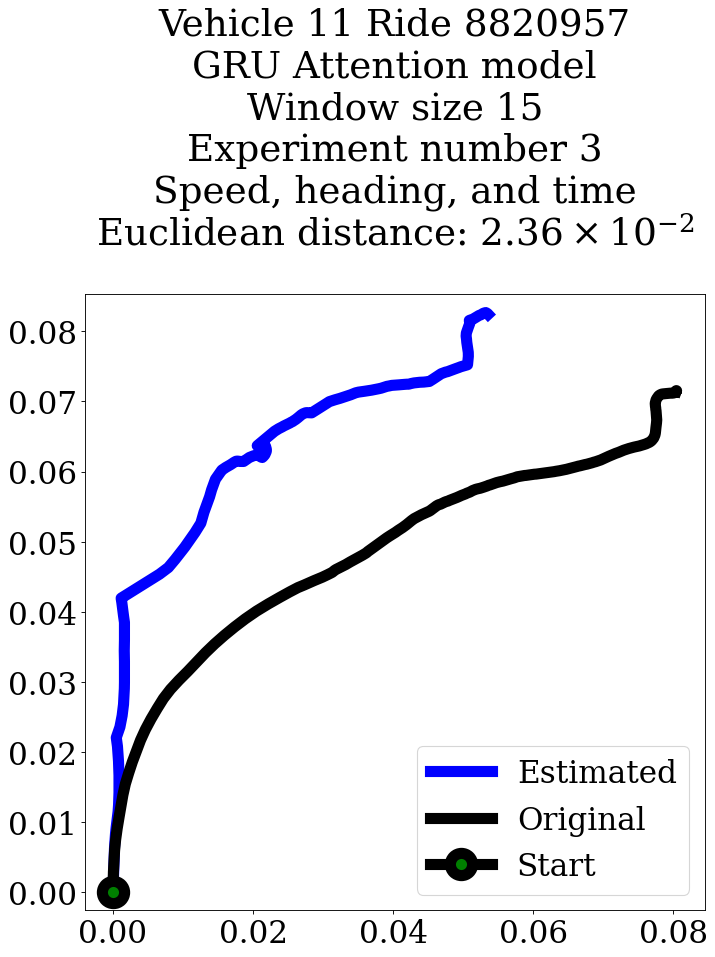 Vehicle 11 Ride 8820957
GRU Attention model
Window size 15
Experiment number 3
Speed, heading, and time
Euclidean distance: 2.36 × 10⁻²
0.08
0.07
0.06
0.05
0.04
0.03
0.02
0.01
0.00
Estimated
Original
Start
0.00 0.02 0.04 0.06 0.08